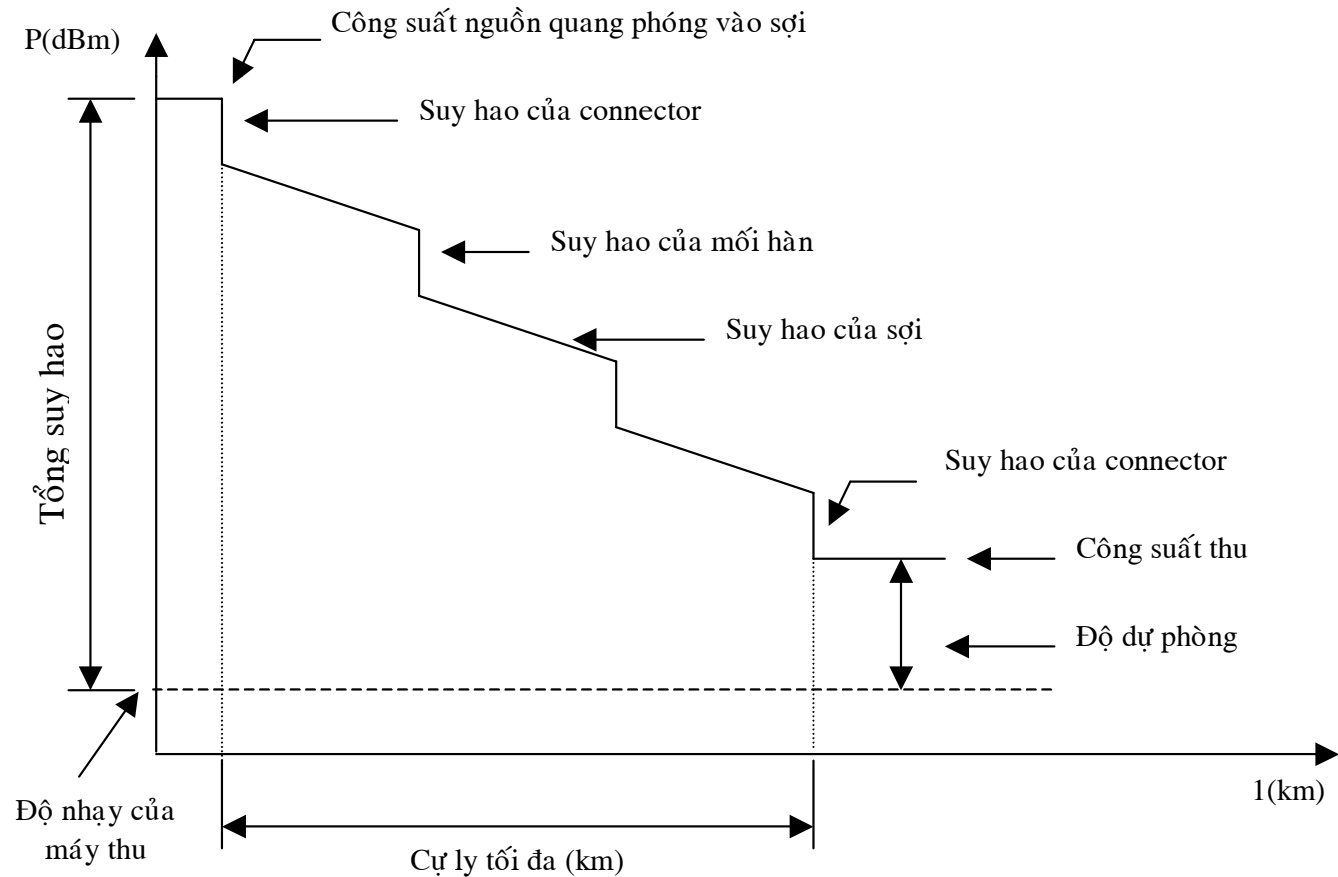 Công suất nguồn quang phóng vào sợi
P(dBm)
Suy hao của connector
Suy hao của mối hàn
Suy hao của sợi
Tổng suy hao
Suy hao của connector
Công suất thu
Độ dự phòng
l(km)
Độ nhạy của
máy thu
Cự ly tối đa (km)